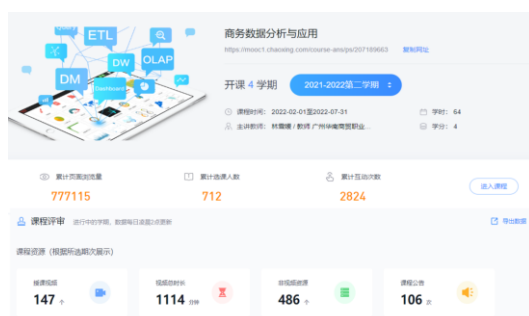 ETL
DW
OLAP
DM
Dashboard
商务数据分析与应用
https://mooc1.chaoxing.com/course-ans/ps/207189663 复制网址
开课 4 学期 2021-2022第二学期
课程时间: 2022-02-01至2022-07-31 学时: 64
主讲教师: 林雪媛 / 教师 / 广州华南商贸职业... 学分: 4
累计页面浏览量 累计选课人数 累计互动次数
777115 712 2824
进入课程
课程评审 进行中的学期，数据每日凌晨2点更新 导出数据
课程资源（根据所选期次展示）
授课视频 视频总时长 非视频资源 课程公告
147 个 1114 分钟 486 个 106 次